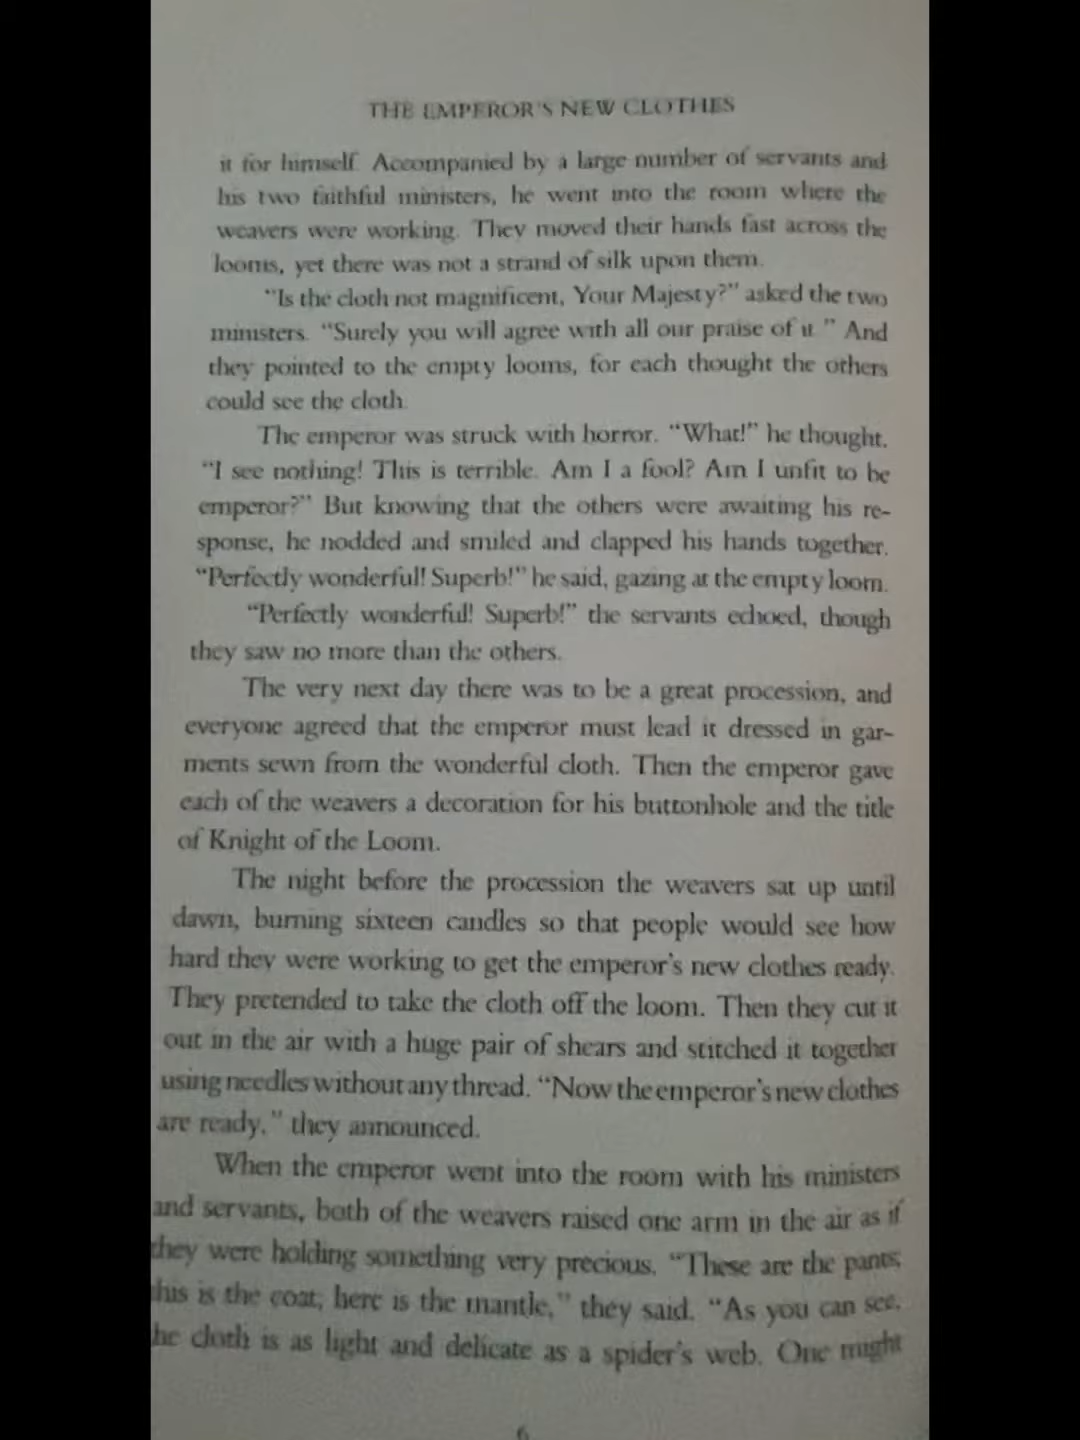 THE EMPEROR'S NEW CLOTHES
it for himself. Accompanied by a large number of servants and
his two faithful ministers, he went into the room where the
weavers were working. They moved their hands fast across the
looms, yet there was not a strand of silk upon them.
"Is the cloth not magnificent, Your Majesty?" asked the two
ministers. "Surely you will agree with all our praise of it." And
they pointed to the empty looms, for each thought the others
could see the cloth.
The emperor was struck with horror. "What!" he thought.
"I see nothing! This is terrible. Am I a fool? Am I unfit to be
emperor?" But knowing that the others were awaiting his re-
sponse, he nodded and smiled and clapped his hands together.
"Perfectly wonderful! Superb!" he said, gazing at the empty loom.
"Perfectly wonderful! Superb!" the servants echoed, though
they saw no more than the others.
The very next day there was to be a great procession, and
everyone agreed that the emperor must lead it dressed in gar-
ments sewn from the wonderful cloth. Then the emperor gave
each of the weavers a decoration for his buttonhole and the title
of Knight of the Loom.
The night before the procession the weavers sat up until
dawn, burning sixteen candles so that people would see how
hard they were working to get the emperor's new clothes ready.
They pretended to take the cloth off the loom. Then they cut it
out in the air with a huge pair of shears and stitched it together
using needles without any thread. "Now the emperor's new clothes
are ready," they announced.
When the emperor went into the room with his ministers
and servants, both of the weavers raised one arm in the air as if
they were holding something very precious. "These are the pants;
this is the coat; here is the mantle," they said. "As you can see,
he cloth is as light and delicate as a spider's web. One might
6